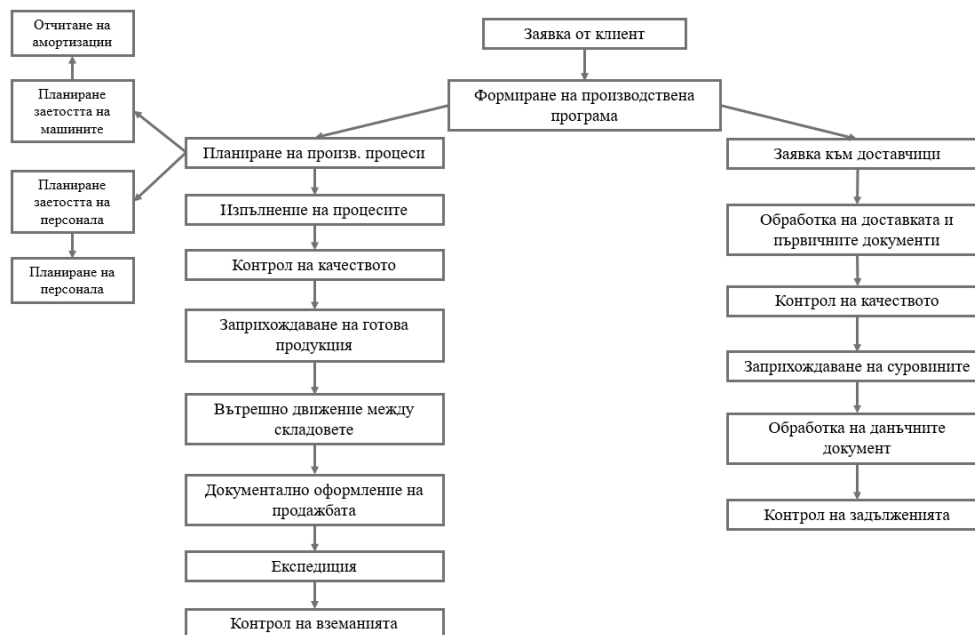 Заявка от клиент
Формиране на производствена
програма
Отчитане на
амортизации
Планиране
заетостта на
машините
Планиране
заетостта на
персонала
Планиране на
персонала
Планиране на произв. процеси
Изпълнение на процесите
Контрол на качеството
Заприхождаване на готова
продукция
Вътрешно движение между
складовете
Документално оформление на
продажбата
Експедиция
Контрол на вземанията
Заявка към доставчици
Обработка на доставката и
първичните документи
Контрол на качеството
Заприхождаване на суровините
Обработка на данъчните
документ
Контрол на задълженията